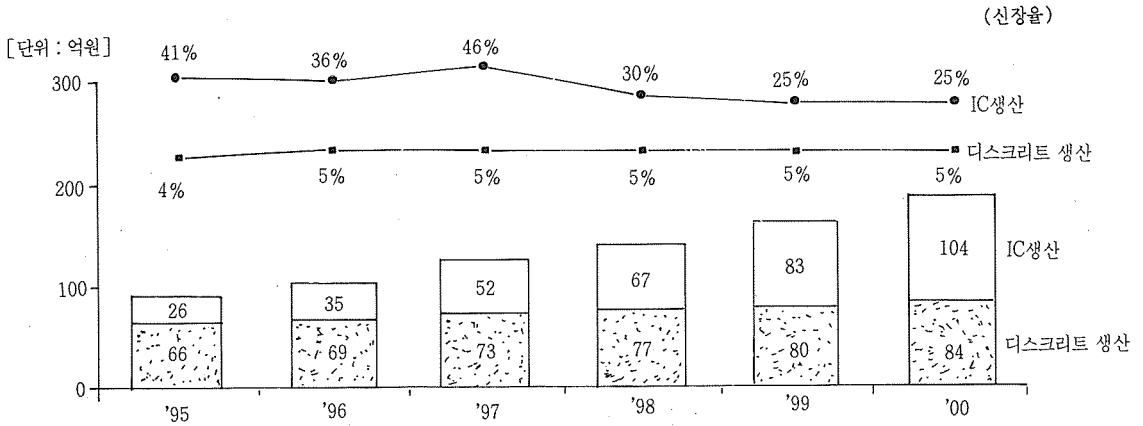 (신장율)
[단위 : 억원]
41% 36% 46% 30% 25% 25%
300
IC생산
디스크리트 생산
4% 5% 5% 5% 5% 5%
200
104 IC생산
83
67
52
100
35
26
66 69 73 77 80 84 디스크리트 생산
0
'95 '96 '97 '98 '99 '00